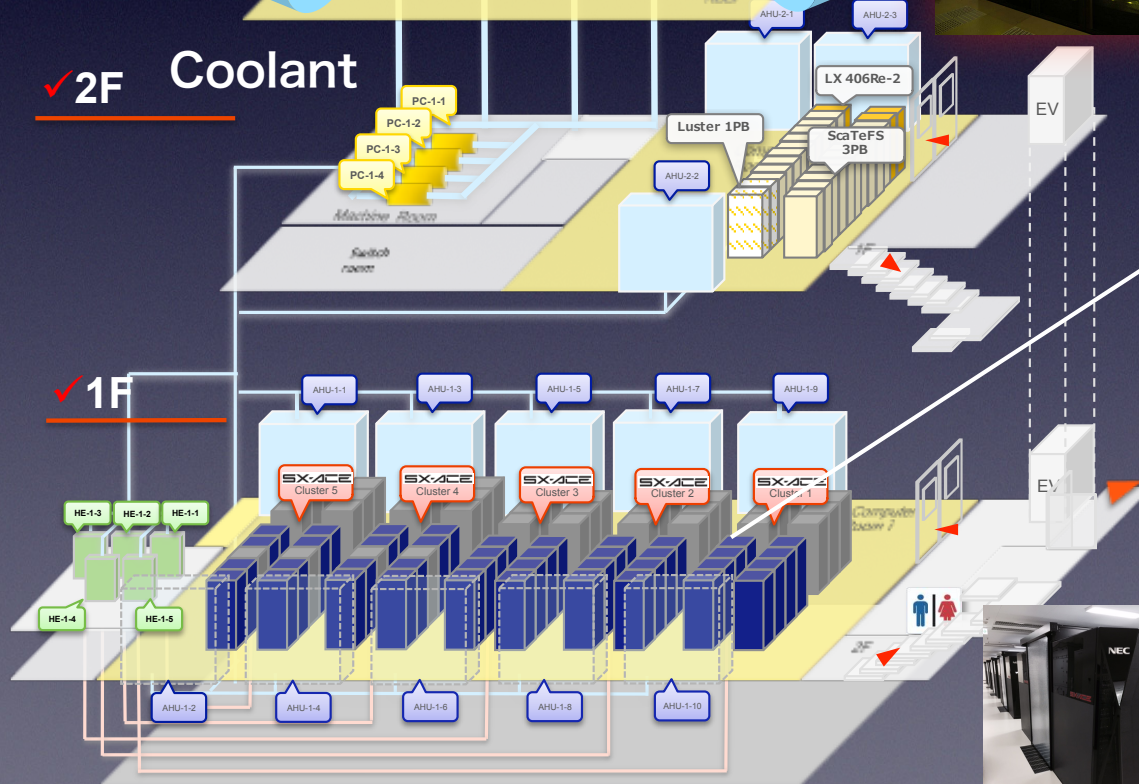 AHU-2-1
AHU-2-3
2F
Coolant
LX 406Re-2
EV
PC-1-1
PC-1-2
PC-1-3
PC-1-4
Luster 1PB
ScaTeFS
3PB
AHU-2-2
Machine Room
Switch
room
1F
1F
AHU-1-1
AHU-1-3
AHU-1-5
AHU-1-7
AHU-1-9
SX-ACE
Cluster 5
SX-ACE
Cluster 4
SX-ACE
Cluster 3
SX-ACE
Cluster 2
SX-ACE
Cluster 1
EV
HE-1-3
HE-1-2
HE-1-1
Computer
HE-1-4
HE-1-5
2F
NEC
AHU-1-2
AHU-1-4
AHU-1-6
AHU-1-8
AHU-1-10